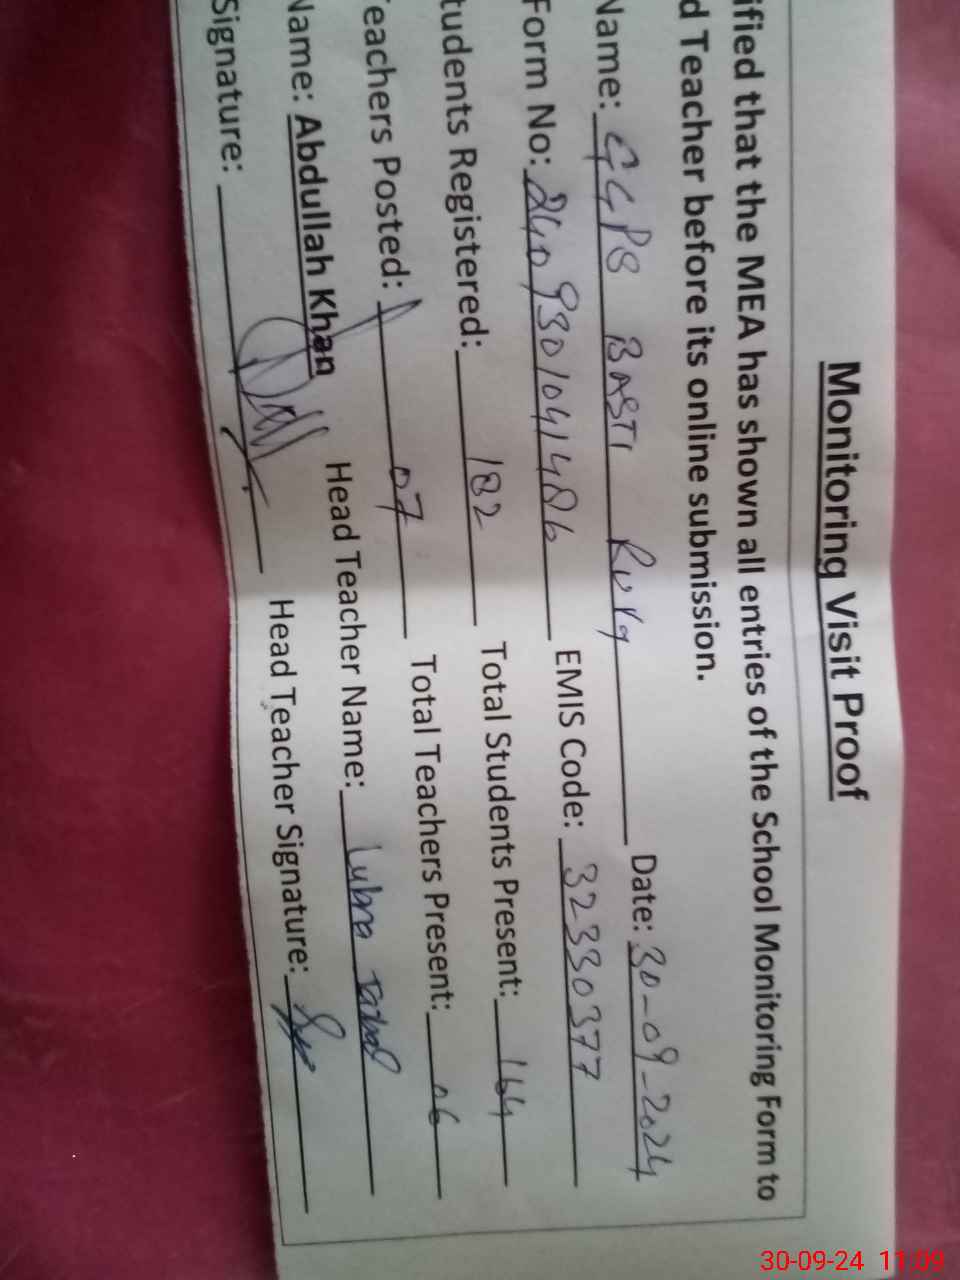 Monitoring Visit Proof
ified that the MEA has shown all entries of the School Monitoring Form to
d Teacher before its online submission.
Name: GGPS BASTI Date: 30-09-2024
Form No: 2409301041486 EMIS Code: 32330377
tudents Registered: 182 Total Students Present: 164
eachers Posted: 07 Total Teachers Present: 06
Name: Abdullah Khan Head Teacher Name: Lubna
Signature: Head Teacher Signature:
30-09-24 11:09